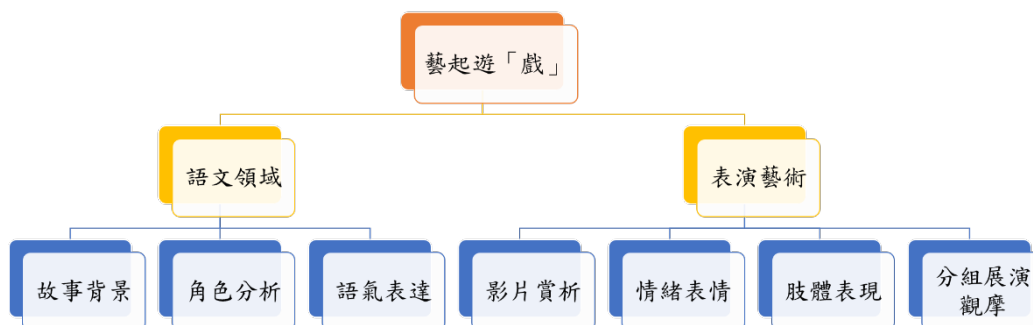 藝起遊「戲」
語文領域
表演藝術
故事背景
角色分析
語氣表達
影片賞析
情緒表情
肢體表現
分組展演
觀摩